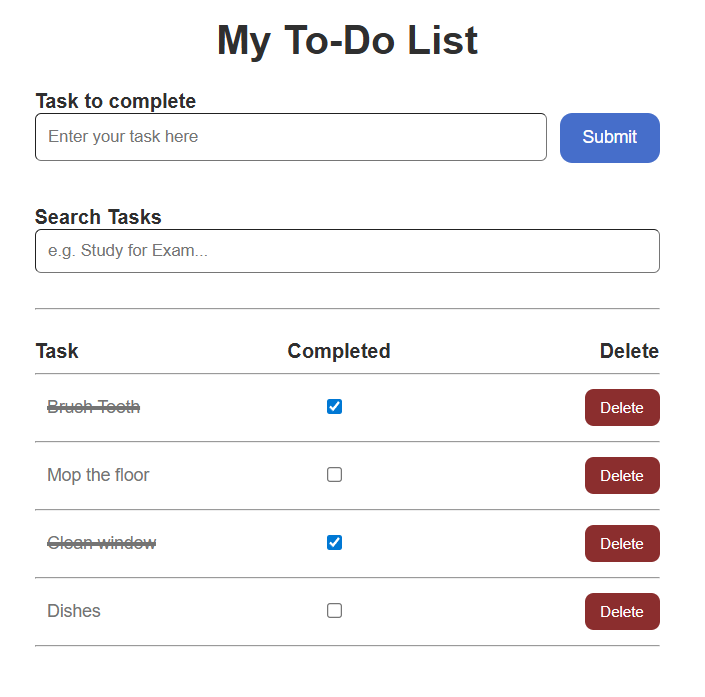 My To-Do List
Task to complete
Enter your task here
Submit
Search Tasks
e.g. Study for Exam...
Task Completed Delete
Brush Teeth Delete
Mop the floor Delete
Clean window Delete
Dishes Delete